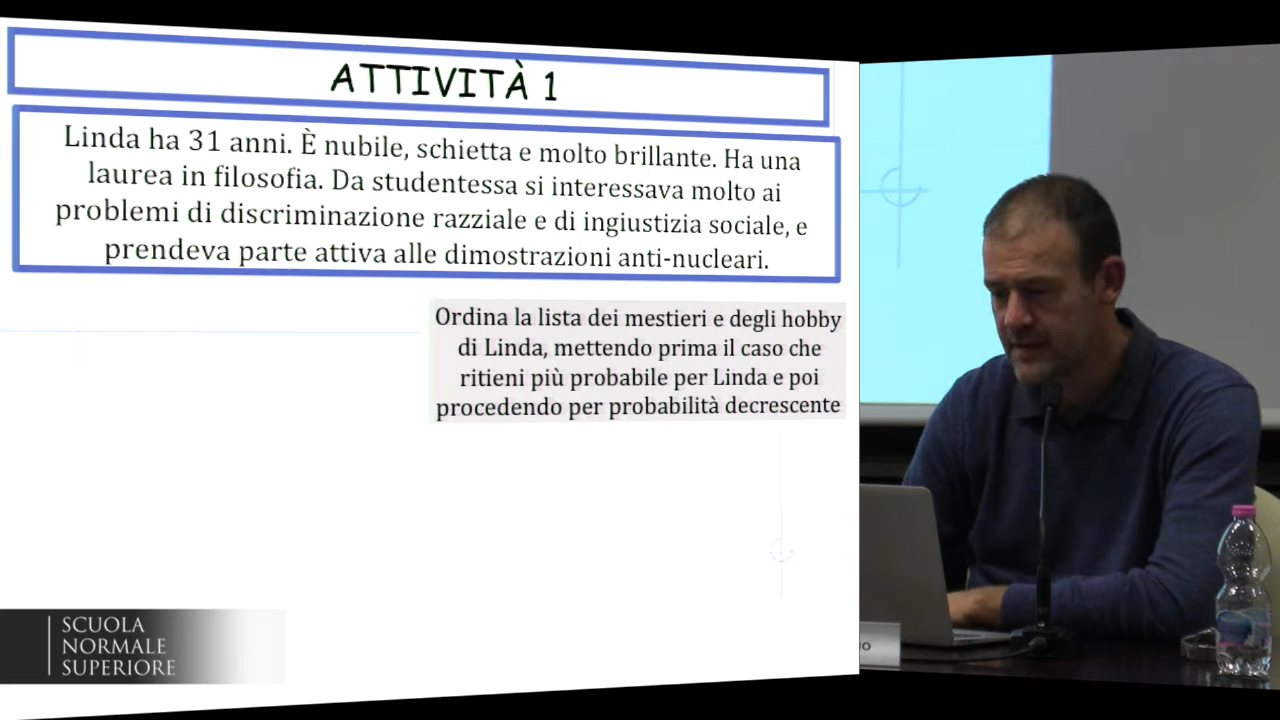 ATTIVITÀ 1
Linda ha 31 anni. È nubile, schietta e molto brillante. Ha una
laurea in filosofia. Da studentessa si interessava molto ai
problemi di discriminazione razziale e di ingiustizia sociale, e
prendeva parte attiva alle dimostrazioni anti-nucleari.
Ordina la lista dei mestieri e degli hobby
di Linda, mettendo prima il caso che
ritieni più probabile per Linda e poi
procedendo per probabilità decrescente
SCUOLA
NORMALE
SUPERIORE